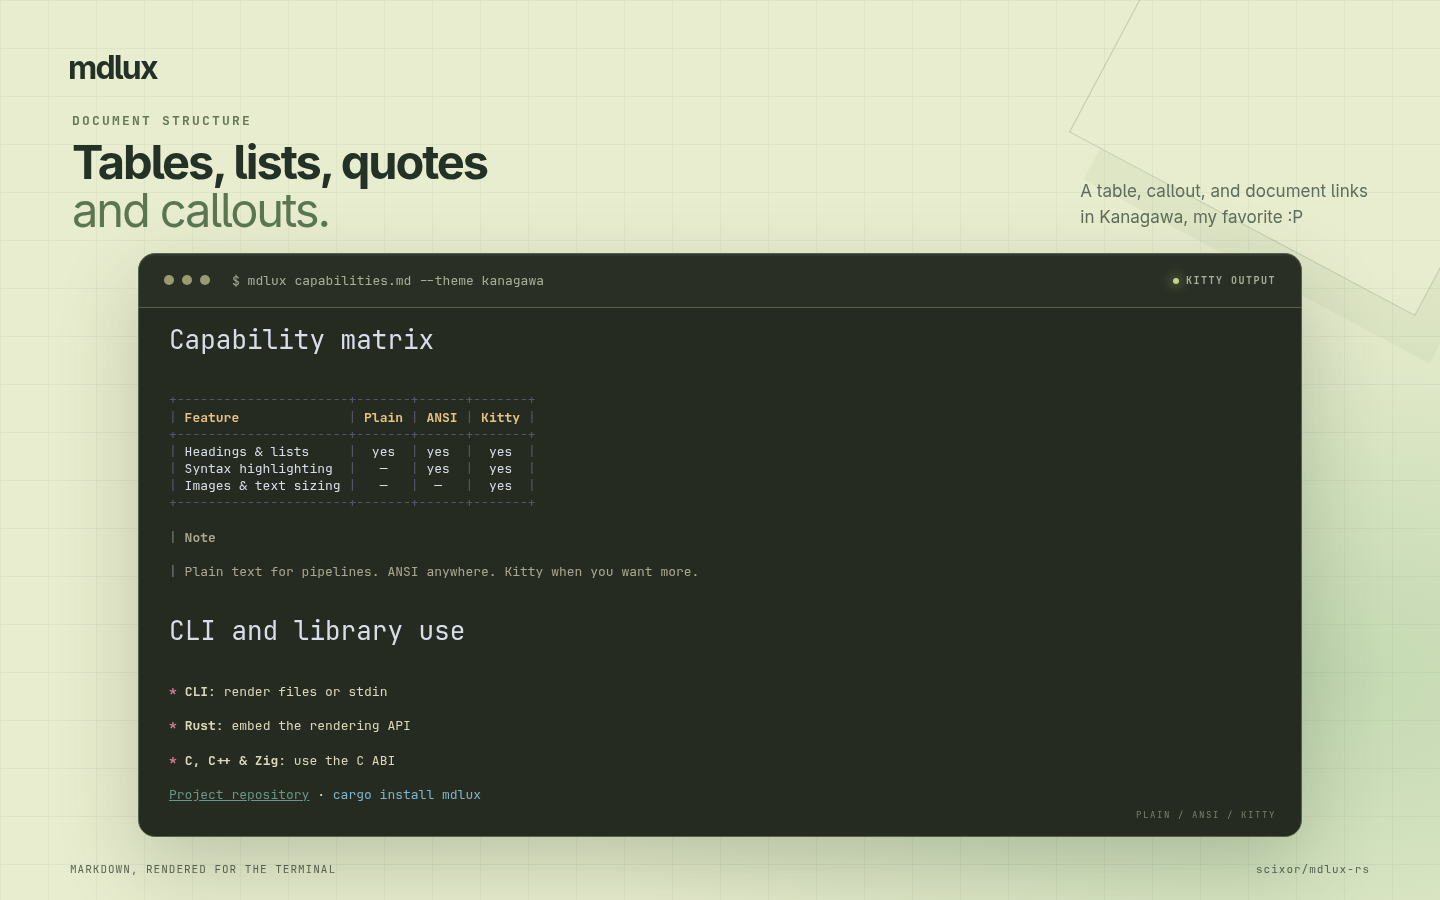 mdlux
DOCUMENT STRUCTURE
Tables, lists, quotes
and callouts.
A table, callout, and document links
in Kanagawa, my favorite :P
$ mdlux capabilities.md --theme kanagawa
KITTY OUTPUT
Capability matrix
+----------------------+-------+------+-------+
| Feature              | Plain | ANSI | Kitty |
+----------------------+-------+------+-------+
| Headings & lists     |  yes  | yes  |  yes  |
| Syntax highlighting  |   —   | yes  |  yes  |
| Images & text sizing |   —   |  —   |  yes  |
+----------------------+-------+------+-------+
| Note
| Plain text for pipelines. ANSI anywhere. Kitty when you want more.
CLI and library use
* CLI: render files or stdin
* Rust: embed the rendering API
* C, C++ & Zig: use the C ABI
Project repository · cargo install mdlux
PLAIN / ANSI / KITTY
MARKDOWN, RENDERED FOR THE TERMINAL
scixor/mdlux-rs